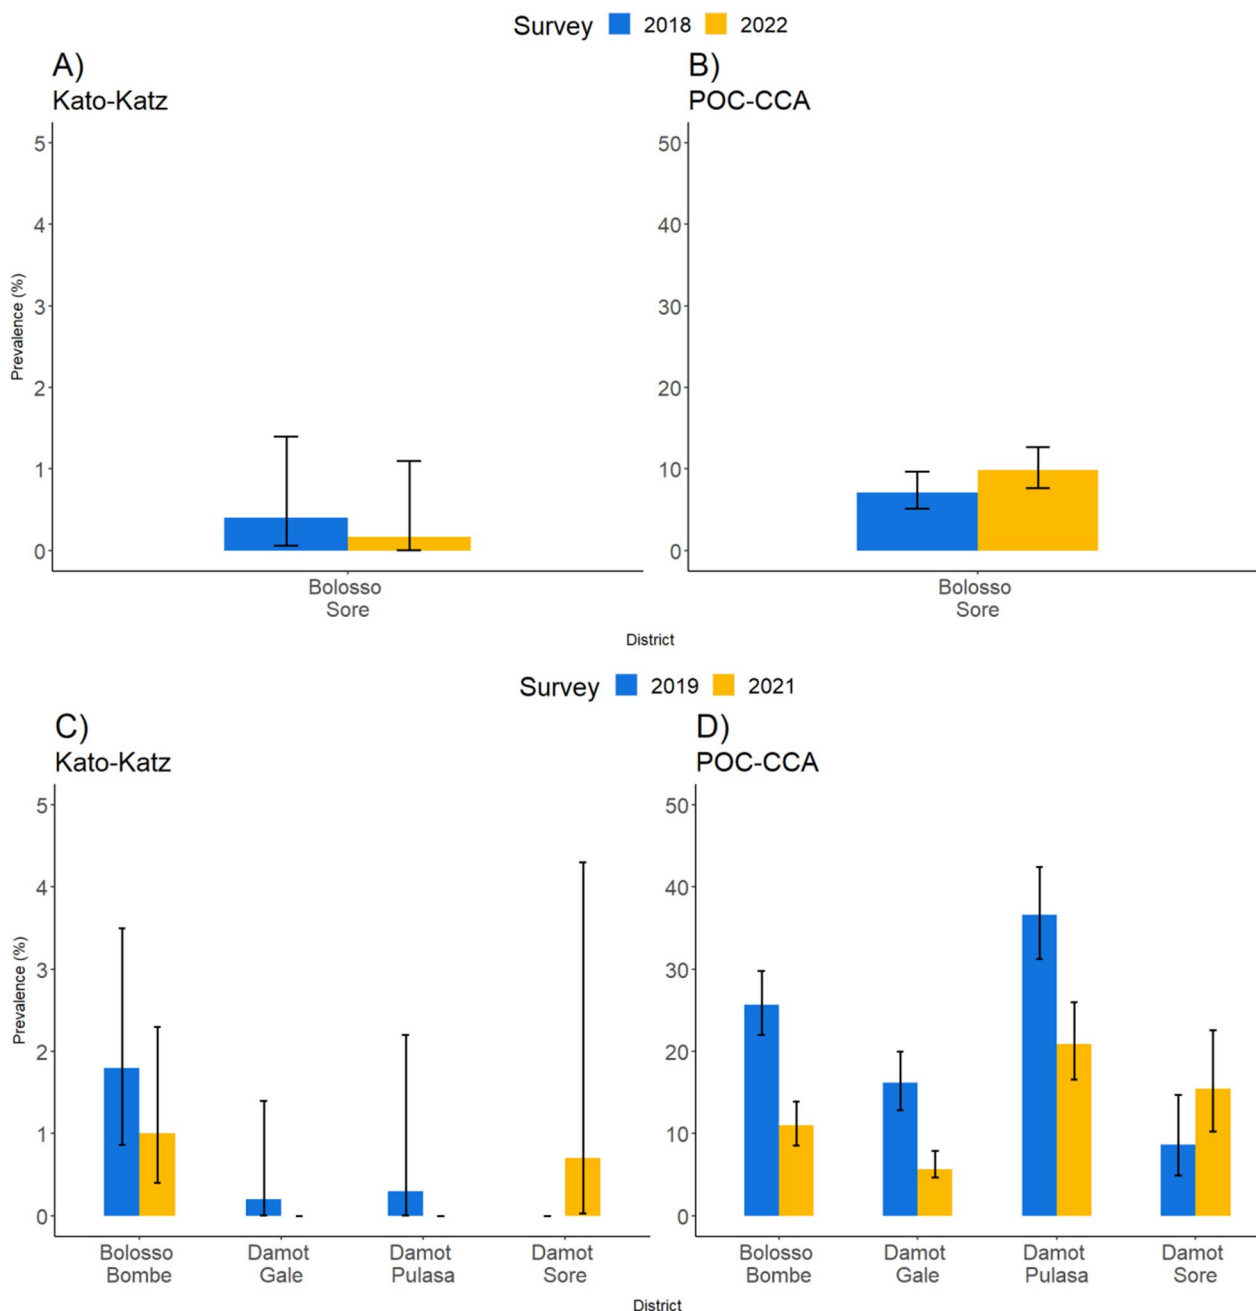 Survey 2018 2022
A)
Kato-Katz
Prevalence (%)
5
4
3
2
1
0
Bolosso
Sore
B)
POC-CCA
50
40
30
20
10
0
Bolosso
Sore
District
Survey 2019 2021
C)
Kato-Katz
Prevalence (%)
5
4
3
2
1
0
Bolosso Damot Damot Damot
Bombe Gale Pulasa Sore
D)
POC-CCA
50
40
30
20
10
0
Bolosso Damot Damot Damot
Bombe Gale Pulasa Sore
District